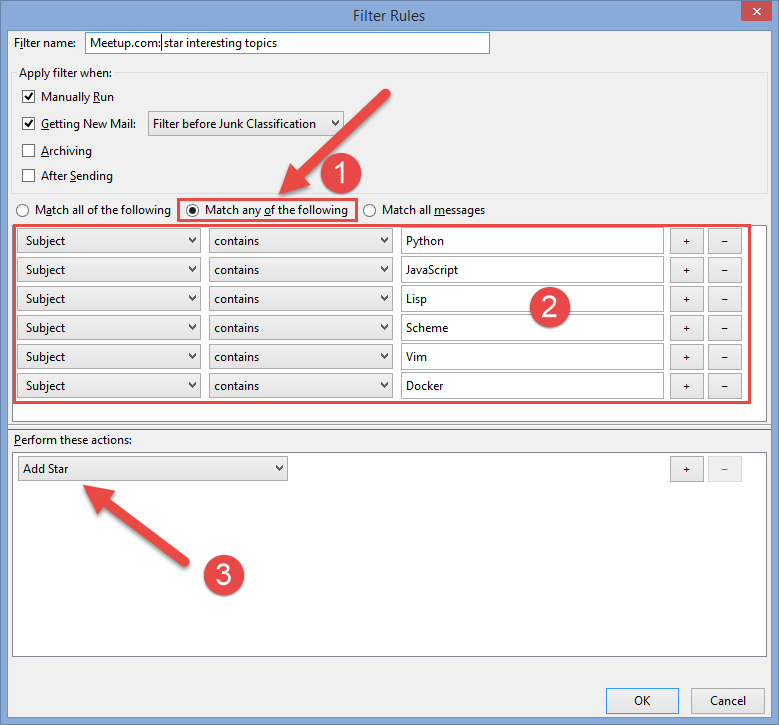 Filter Rules
Filter name: Meetup.com: star interesting topics
Apply filter when:
Manually Run
Getting New Mail: Filter before Junk Classification
Archiving
After Sending
1
Match all of the following Match any of the following Match all messages
Subject contains Python + -
Subject contains JavaScript + -
Subject contains Lisp + -
2
Subject contains Scheme + -
Subject contains Vim + -
Subject contains Docker + -
Perform these actions:
Add Star + -
3
OK Cancel